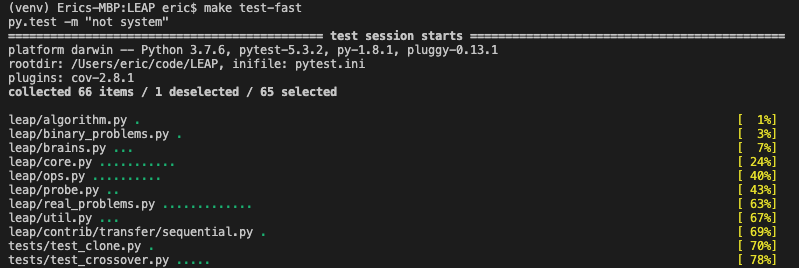 (venv) Erics-MBP:LEAP eric$ make test-fast
py.test -m "not system"
============================================= test session starts =============================================
platform darwin -- Python 3.7.6, pytest-5.3.2, py-1.8.1, pluggy-0.13.1
rootdir: /Users/eric/code/LEAP, inifile: pytest.ini
plugins: cov-2.8.1
collected 66 items / 1 deselected / 65 selected
leap/algorithm.py . [  1%]
leap/binary_problems.py . [  3%]
leap/brains.py ... [  7%]
leap/core.py ........... [ 24%]
leap/ops.py .......... [ 40%]
leap/probe.py .. [ 43%]
leap/real_problems.py ............. [ 63%]
leap/util.py ... [ 67%]
leap/contrib/transfer/sequential.py . [ 69%]
tests/test_clone.py . [ 70%]
tests/test_crossover.py ..... [ 78%]